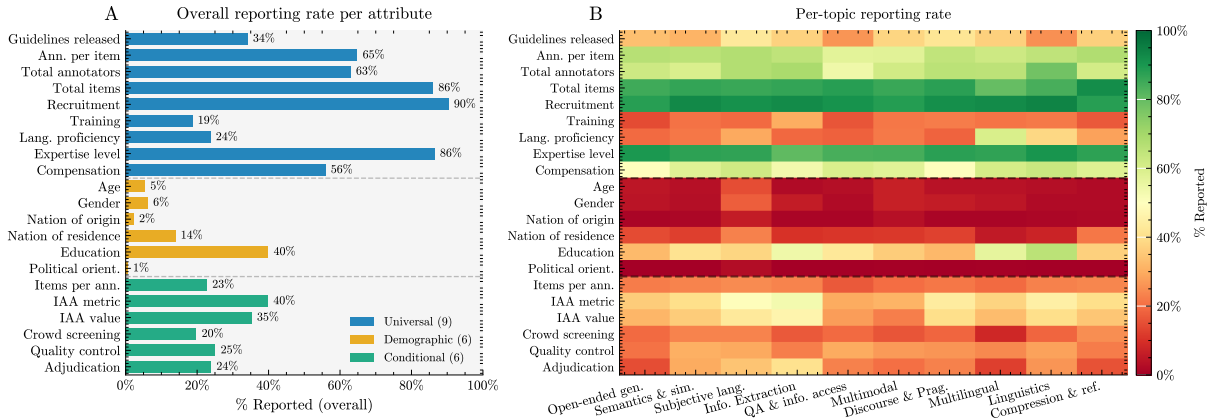 A
Overall reporting rate per attribute
Guidelines released 34%
Ann. per item 65%
Total annotators 63%
Total items 86%
Recruitment 90%
Training 19%
Lang. proficiency 24%
Expertise level 86%
Compensation 56%
Age 5%
Gender 6%
Nation of origin 2%
Nation of residence 14%
Education 40%
Political orient. 1%
Items per ann. 23%
IAA metric 40%
IAA value 35%
Crowd screening 20%
Quality control 25%
Adjudication 24%
Universal (9)
Demographic (6)
Conditional (6)
0% 20% 40% 60% 80% 100%
% Reported (overall)
B
Per-topic reporting rate
Guidelines released
Ann. per item
Total annotators
Total items
Recruitment
Training
Lang. proficiency
Expertise level
Compensation
Age
Gender
Nation of origin
Nation of residence
Education
Political orient.
Items per ann.
IAA metric
IAA value
Crowd screening
Quality control
Adjudication
Open-ended gen.
Semantics & sim.
Subjective lang.
Info. Extraction
QA & info. access
Multimodal
Discourse & Prag.
Multilingual
Linguistics
Compression & ref.
100%
80%
60%
40%
20%
0%
% Reported